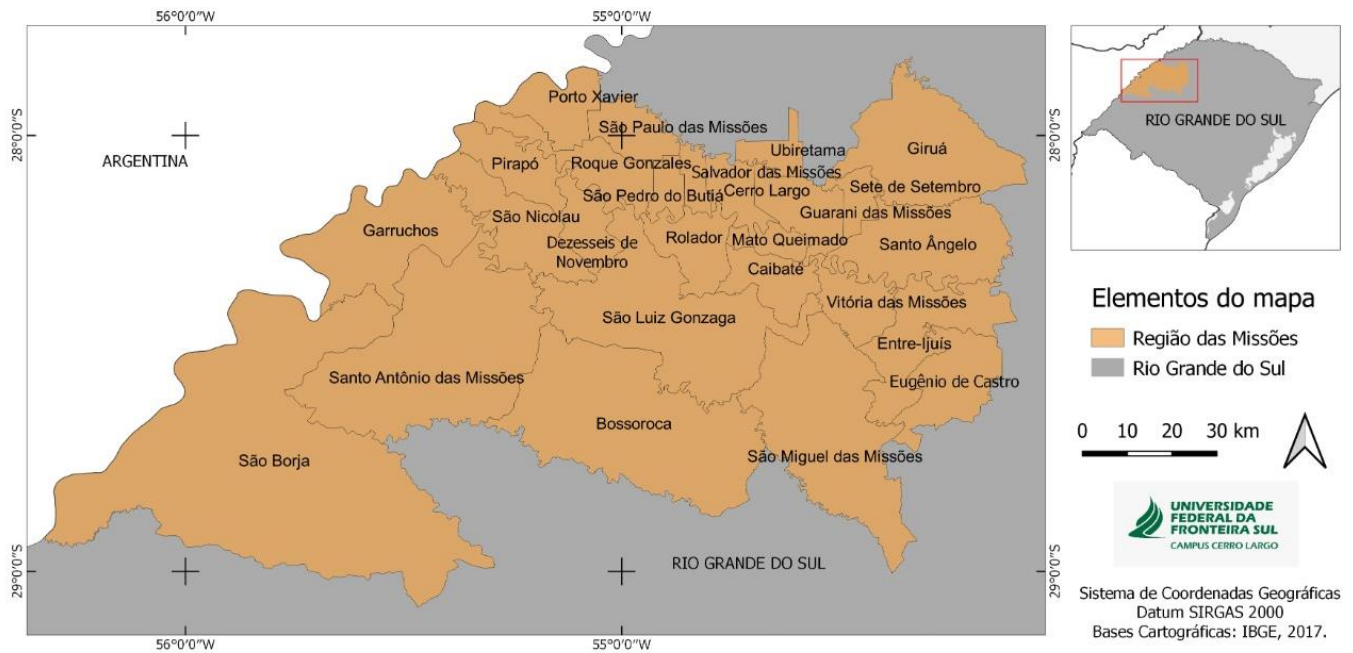 56°0'0"W
55°0'0"W
28°0'0"S
28°0'0"S
ARGENTINA
Porto Xavier
São Paulo das Missões
Ubiretama
Giruá
Pirapó
Roque Gonzales
Salvador das Missões
Cerro Largo
Sete de Setembro
São Pedro do Butiá
Guarani das Missões
São Nicolau
Garruchos
Dezesseis de
Novembro
Rolador
Mato Queimado
Santo Ângelo
Caibaté
Vitória das Missões
São Luiz Gonzaga
Entre-Ijuís
Santo Antônio das Missões
Eugênio de Castro
Bossoroca
São Borja
São Miguel das Missões
RIO GRANDE DO SUL
29°0'0"S
29°0'0"S
56°0'0"W
55°0'0"W
RIO GRANDE DO SUL
Elementos do mapa
Região das Missões
Rio Grande do Sul
0 10 20 30 km
UNIVERSIDADE
FEDERAL DA
FRONTEIRA SUL
CAMPUS CERRO LARGO
Sistema de Coordenadas Geográficas
Datum SIRGAS 2000
Bases Cartográficas: IBGE, 2017.